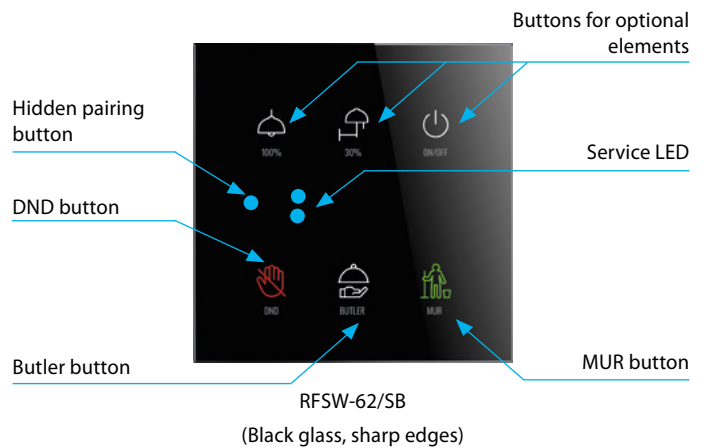 Buttons for optional
elements
Hidden pairing
button
100%
30%
ON/OFF
Service LED
DND button
DND
BUTLER
MUR
Butler button
MUR button
RFSW-62/SB
(Black glass, sharp edges)